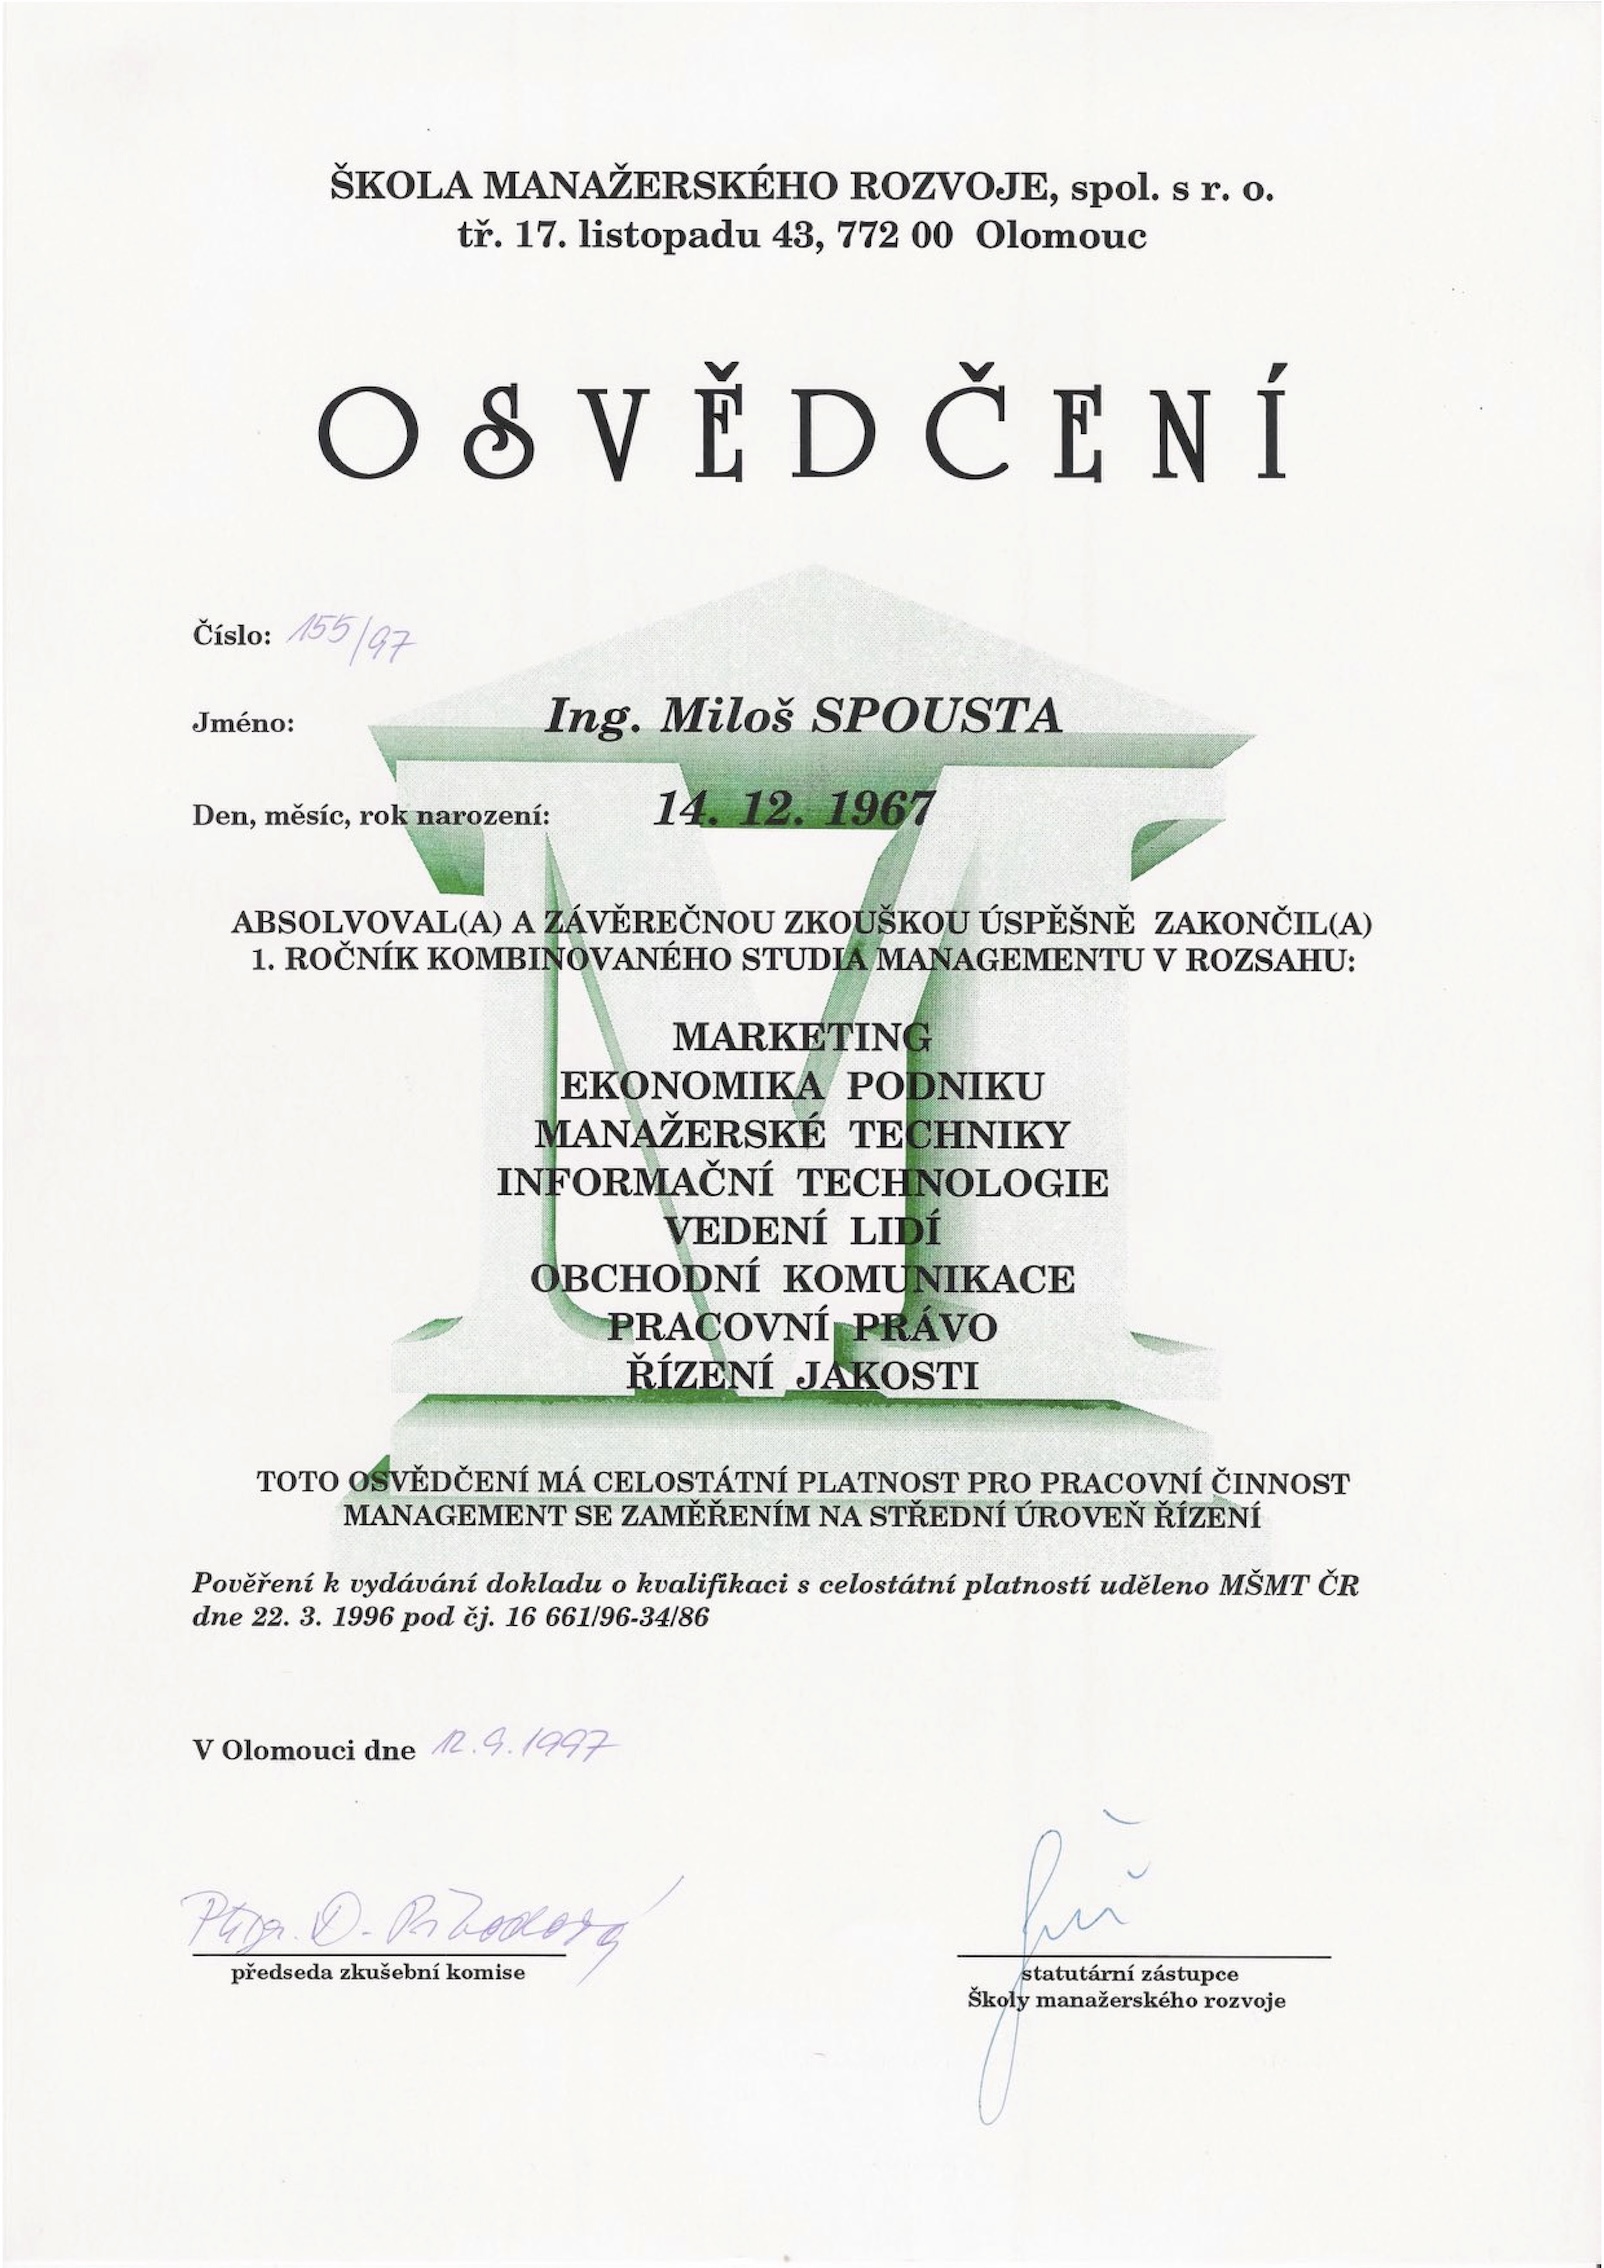 ŠKOLA MANAŽERSKÉHO ROZVOJE, spol. s r. o.
tř. 17. listopadu 43, 772 00 Olomouc
OSVĚDČENÍ
Číslo: 155/97
Jméno: Ing. Miloš SPOUSTA
Den, měsíc, rok narození: 14. 12. 1967
ABSOLVOVAL(A) A ZÁVĚREČNOU ZKOUŠKOU ÚSPĚŠNĚ ZAKONČIL(A)
1. ROČNÍK KOMBINOVANÉHO STUDIA MANAGEMENTU V ROZSAHU:
MARKETING
EKONOMIKA PODNIKU
MANAŽERSKÉ TECHNIKY
INFORMAČNÍ TECHNOLOGIE
VEDENÍ LIDÍ
OBCHODNÍ KOMUNIKACE
PRACOVNÍ PRÁVO
ŘÍZENÍ JAKOSTI
TOTO OSVĚDČENÍ MÁ CELOSTÁTNÍ PLATNOST PRO PRACOVNÍ ČINNOST
MANAGEMENT SE ZAMĚŘENÍM NA STŘEDNÍ ÚROVEŇ ŘÍZENÍ
Pověření k vydávání dokladu o kvalifikaci s celostátní platností uděleno MŠMT ČR
dne 22. 3. 1996 pod čj. 16 661/96-34/86
V Olomouci dne 12.9.1997
předseda zkušební komise
statutární zástupce
Školy manažerského rozvoje